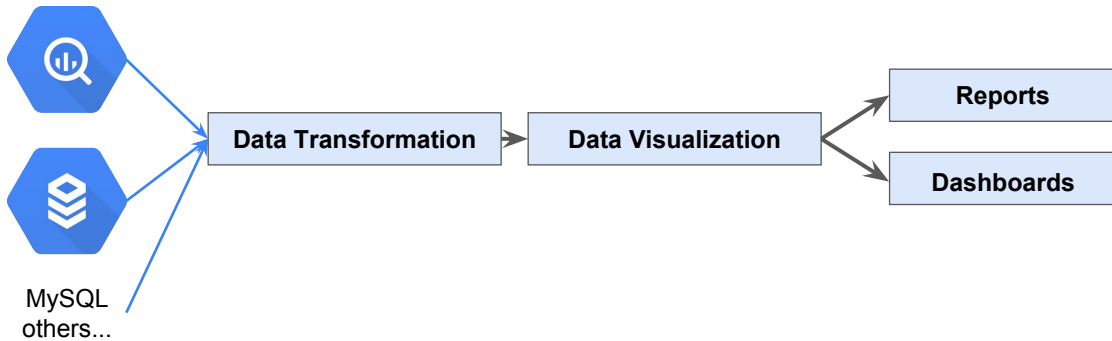 Data Transformation
Data Visualization
Reports
Dashboards
MySQL
others...